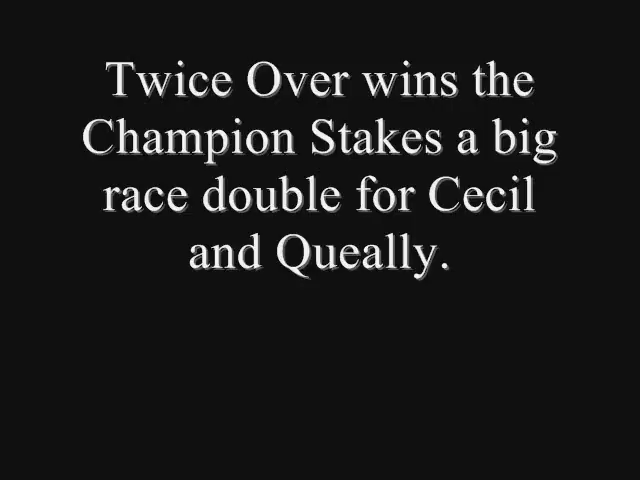 Twice Over wins the
Champion Stakes a big
race double for Cecil
and Queally.